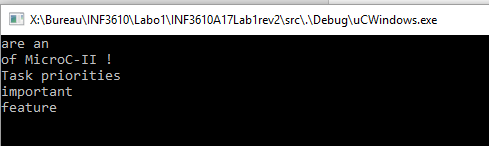 X:\Bureau\INF3610\Labo1\INF3610A17Lab1rev2\src\.\Debug\uCWindows.exe
are an
of MicroC-II !
Task priorities
important
feature